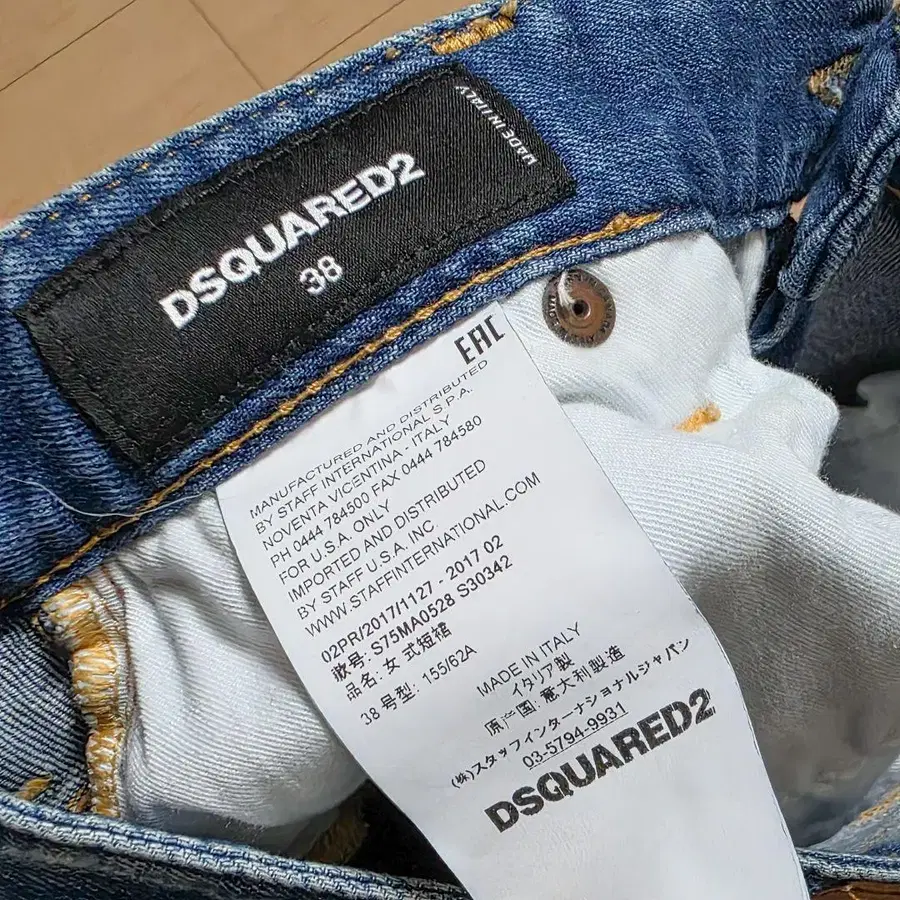 MADE IN ITALY
DSQUARED2
38
EAC
MANUFACTURED AND DISTRIBUTED
BY STAFF INTERNATIONAL S.P.A.
NOVENTA VICENTINA, ITALY
PH 0444 784500 FAX 0444 784580
FOR U.S.A. ONLY
IMPORTED AND DISTRIBUTED
BY STAFF U.S.A. INC.
WWW.STAFFINTERNATIONAL.COM
02PR/2017/1127 - 2017 02
款号: S75MA0528 S30342
品名: 女式短裙
38 号型: 155/62A
MADE IN ITALY
イタリア製
原产国: 意大利製造
(株)スタッフインターナショナルジャパン
03-5794-9931
DSQUARED2